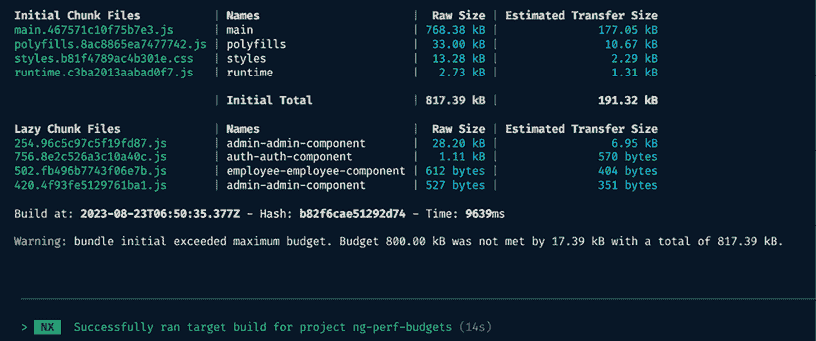 Initial Chunk Files | Names | Raw Size | Estimated Transfer Size
main.467571c10f75b7e3.js | main | 768.38 kB | 177.05 kB
polyfills.8ac8865ea7477742.js | polyfills | 33.00 kB | 10.67 kB
styles.b81f4789ac4b301e.css | styles | 13.28 kB | 2.29 kB
runtime.c3ba2013aabad0f7.js | runtime | 2.73 kB | 1.31 kB
| Initial Total | 817.39 kB | 191.32 kB
Lazy Chunk Files | Names | Raw Size | Estimated Transfer Size
254.96c5c97c5f19fd87.js | admin-admin-component | 28.20 kB | 6.95 kB
756.8e2c526a3c10a40c.js | auth-auth-component | 1.11 kB | 570 bytes
502.fb496b7743f06e7b.js | employee-employee-component | 612 bytes | 404 bytes
420.4f93fe5129761ba1.js | admin-admin-component | 527 bytes | 351 bytes
Build at: 2023-08-23T06:50:35.377Z - Hash: b82f6cae51292d74 - Time: 9639ms
Warning: bundle initial exceeded maximum budget. Budget 800.00 kB was not met by 17.39 kB with a total of 817.39 kB.
> NX Successfully ran target build for project ng-perf-budgets (14s)